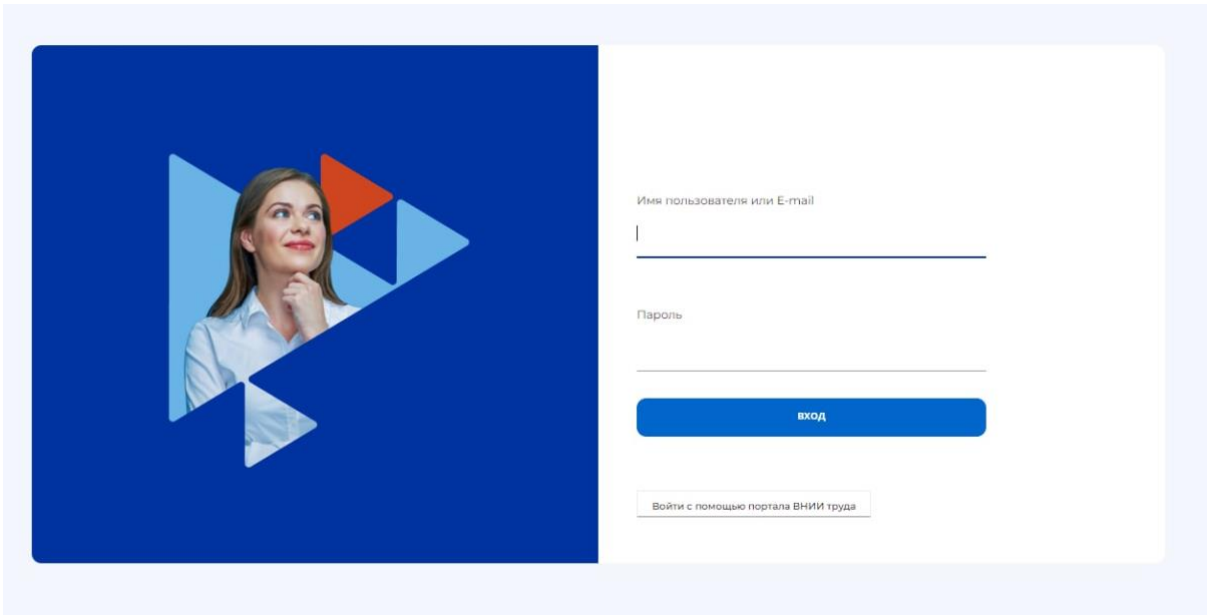 Имя пользователя или E-mail
Пароль
вход
Войти с помощью портала ВНИИ труда